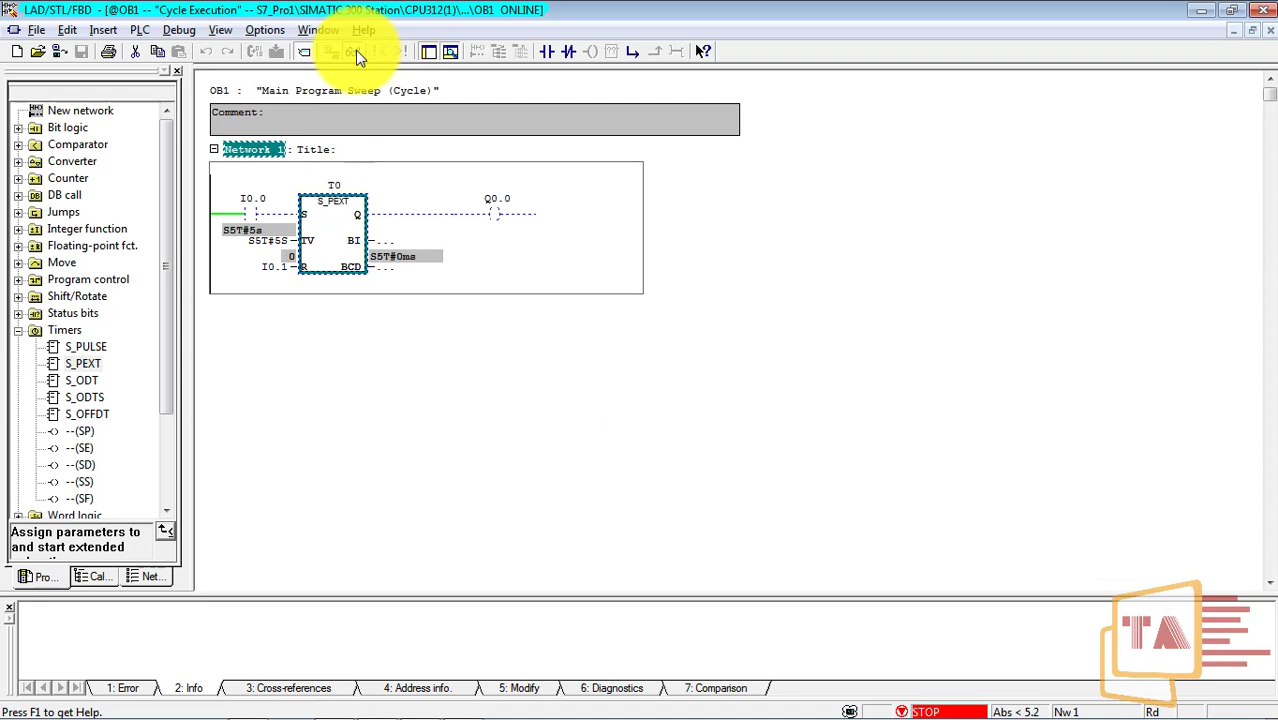 LAD/STL/FBD - [@OB1 -- "Cycle Execution" -- S7_Pro1\SIMATIC 300 Station\CPU312(1)\...\OB1 ONLINE]
File Edit Insert PLC Debug View Options Window Help
New network
Bit logic
Comparator
Converter
Counter
DB call
Jumps
Integer function
Floating-point fct.
Move
Program control
Shift/Rotate
Status bits
Timers
S_PULSE
S_PEXT
S_ODT
S_ODTS
S_OFFDT
--(SP)
--(SE)
--(SD)
--(SS)
--(SF)
Word logic
Assign parameters to
and start extended
Pro... Cal... Net...
OB1 : "Main Program Sweep (Cycle)"
Comment:
Network 1: Title:
T0
I0.0 S_PEXT Q0.0
S Q
S5T#5s
S5T#5S TV BI ...
0 S5T#0ms
I0.1 R BCD ...
1: Error 2: Info 3: Cross-references 4: Address info. 5: Modify 6: Diagnostics 7: Comparison
TA
Press F1 to get Help. STOP Abs < 5.2 Nw 1 Rd